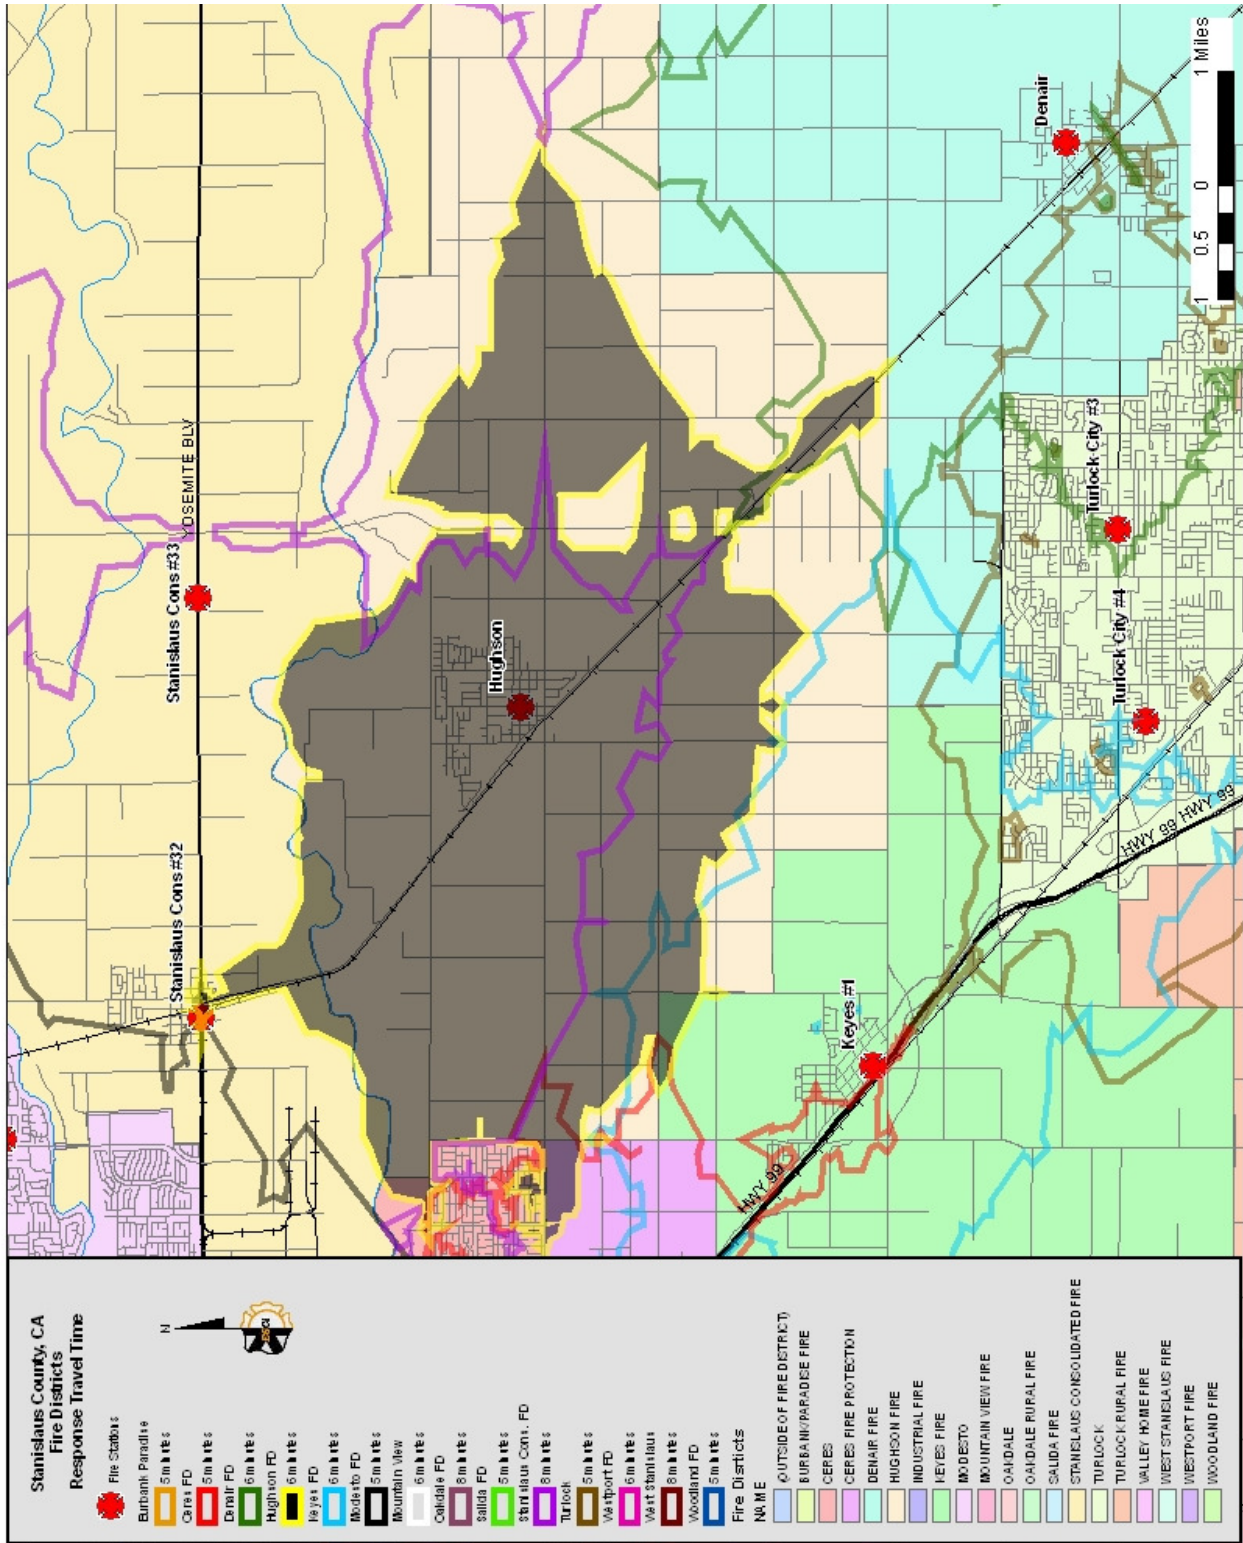 Stanislaus County, CA
Fire Districts
Response Travel Time
N
Fire Stations
Burbank Paradise
5 minutes
Ceres FD
5 minutes
Denair FD
6 minutes
Hughson FD
6 minutes
Keyes FD
6 minutes
Modesto FD
5 minutes
Mountain View
6 minutes
Oakdale FD
8 minutes
Salida FD
5 minutes
Stanislaus Cons. FD
8 minutes
Turlock
5 minutes
Westport FD
6 minutes
West Stanislaus
8 minutes
Woodland FD
5 minutes
Fire Districts
NAME
(OUTSIDE OF FIRE DISTRICT)
BURBANK/PARADISE FIRE
CERES
CERES FIRE PROTECTION
DENAIR FIRE
HUGHSON FIRE
INDUSTRIAL FIRE
KEYES FIRE
MODESTO
MOUNTAIN VIEW FIRE
OAKDALE
OAKDALE RURAL FIRE
SALIDA FIRE
STANISLAUS CONSOLIDATED FIRE
TURLOCK
TURLOCK RURAL FIRE
VALLEY HOME FIRE
WEST STANISLAUS FIRE
WESTPORT FIRE
WOODLAND FIRE
Stanislaus Cons #32
Stanislaus Cons #33
YOSEMITE BLV
Hughson
Keyes #1
HWY 99
HWY 99 HWY 99
Turlock City #4
Turlock City #3
Denair
1 0.5 0 1 Miles